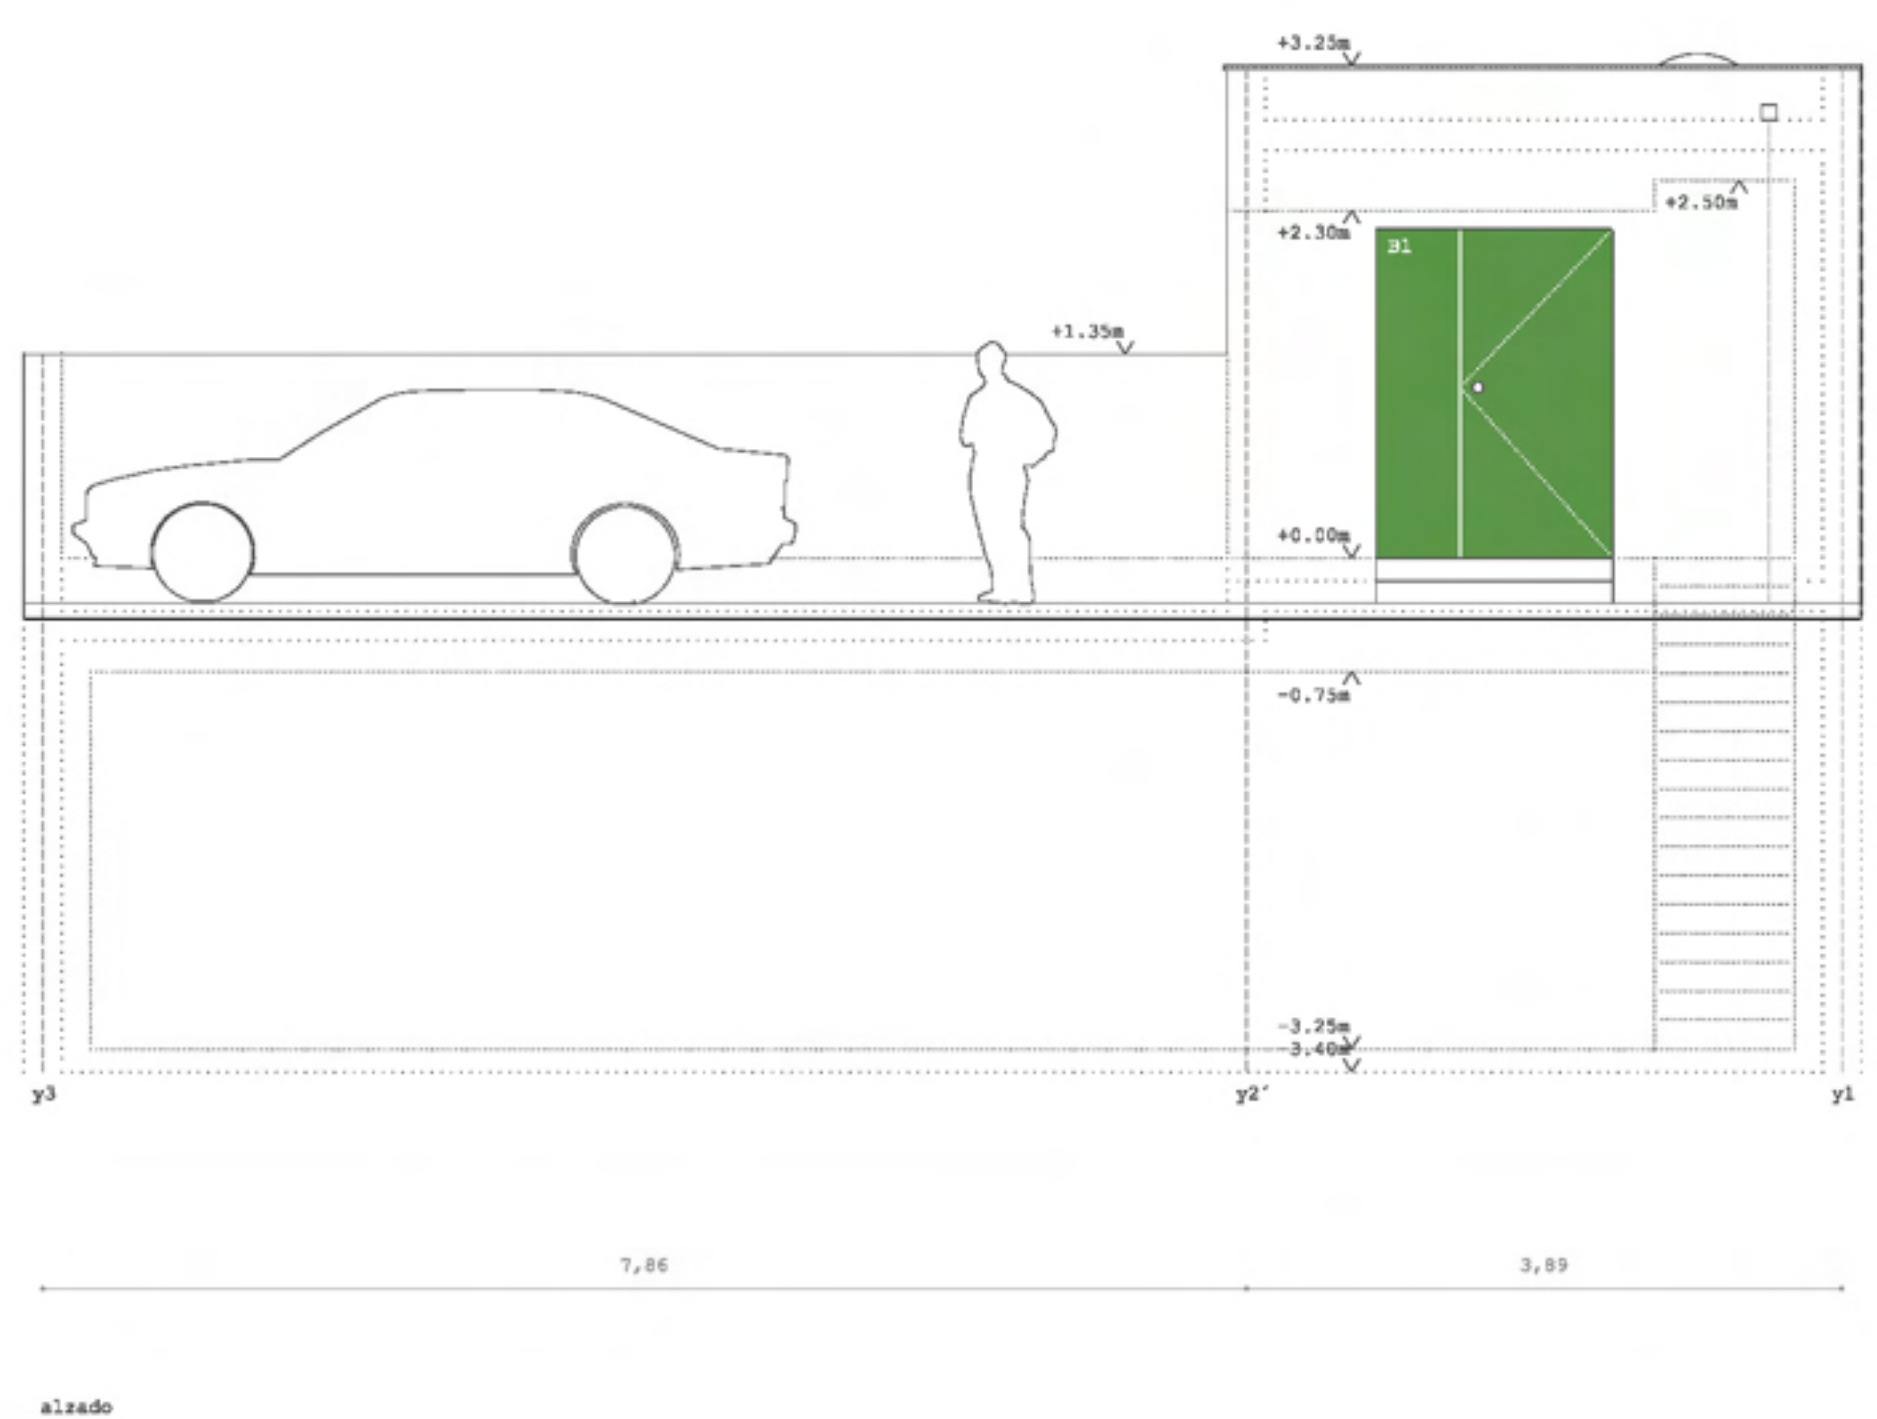 +3.25m
+2.50m
+2.30m
B1
+1.35m
+0.00m
-0.75m
-3.25m
-3.40m
y3
y2´
y1
7,86
3,89
alzado